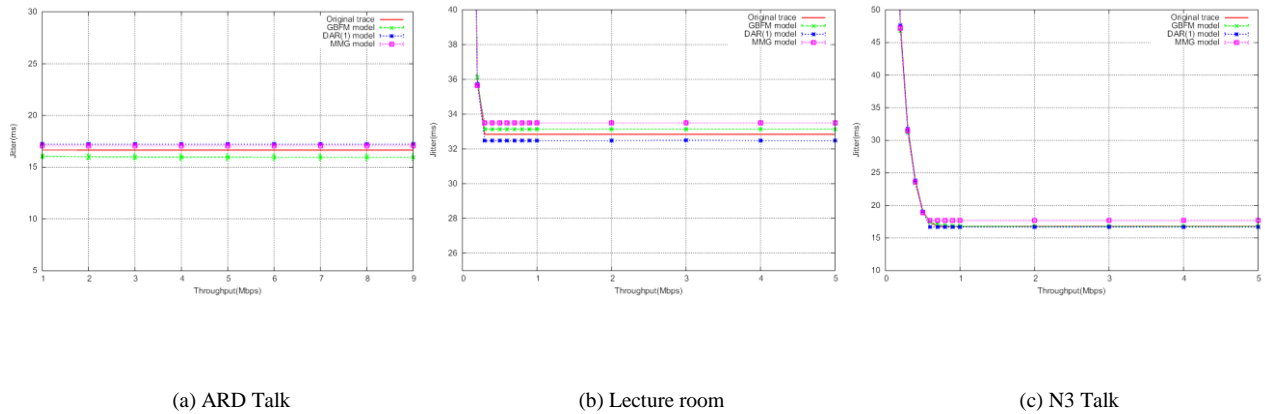 30
25
20
15
10
5
Jitter(ms)
Original trace
GBFM model
DAR(1) model
MMG model
1 2 3 4 5 6 7 8 9
Throughput(Mbps)
(a) ARD Talk
40
38
36
34
32
30
28
26
Jitter(ms)
Original trace
GBFM model
DAR(1) model
MMG model
0 1 2 3 4 5
Throughput(Mbps)
(b) Lecture room
50
45
40
35
30
25
20
15
10
Jitter(ms)
Original trace
GBFM model
DAR(1) model
MMG model
0 1 2 3 4 5
Throughput(Mbps)
(c) N3 Talk